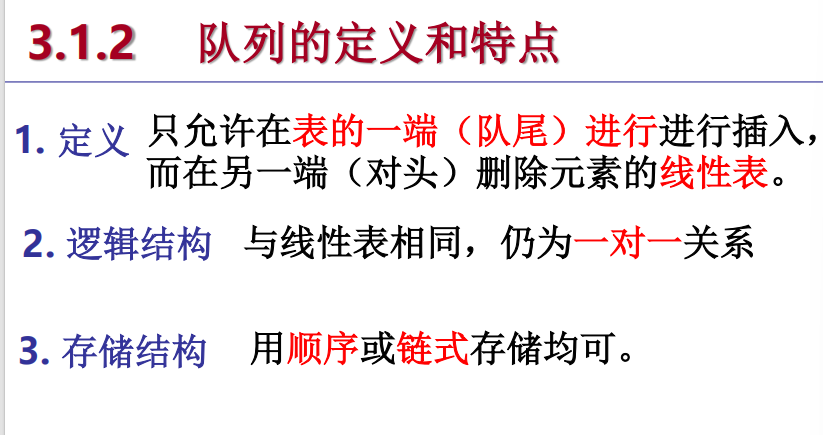 3.1.2 队列的定义和特点
1. 定义 只允许在表的一端（队尾）进行进行插入，
而在另一端（对头）删除元素的线性表。
2. 逻辑结构 与线性表相同，仍为一对一关系
3. 存储结构 用顺序或链式存储均可。